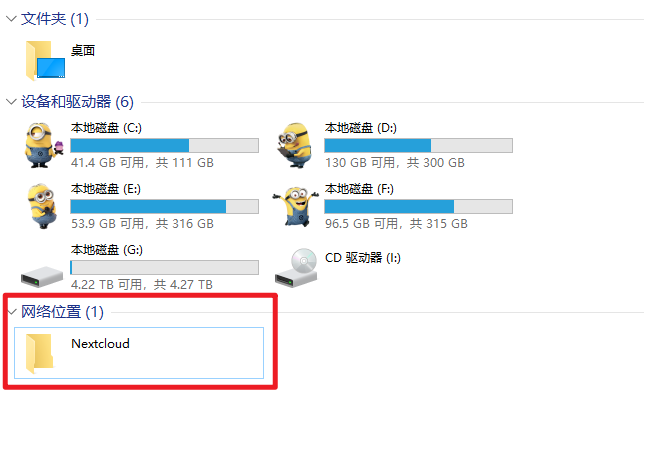 文件夹 (1)
桌面
设备和驱动器 (6)
本地磁盘 (C:)
41.4 GB 可用，共 111 GB
本地磁盘 (D:)
130 GB 可用，共 300 GB
本地磁盘 (E:)
53.9 GB 可用，共 316 GB
本地磁盘 (F:)
96.5 GB 可用，共 315 GB
本地磁盘 (G:)
4.22 TB 可用，共 4.27 TB
CD 驱动器 (I:)
网络位置 (1)
Nextcloud